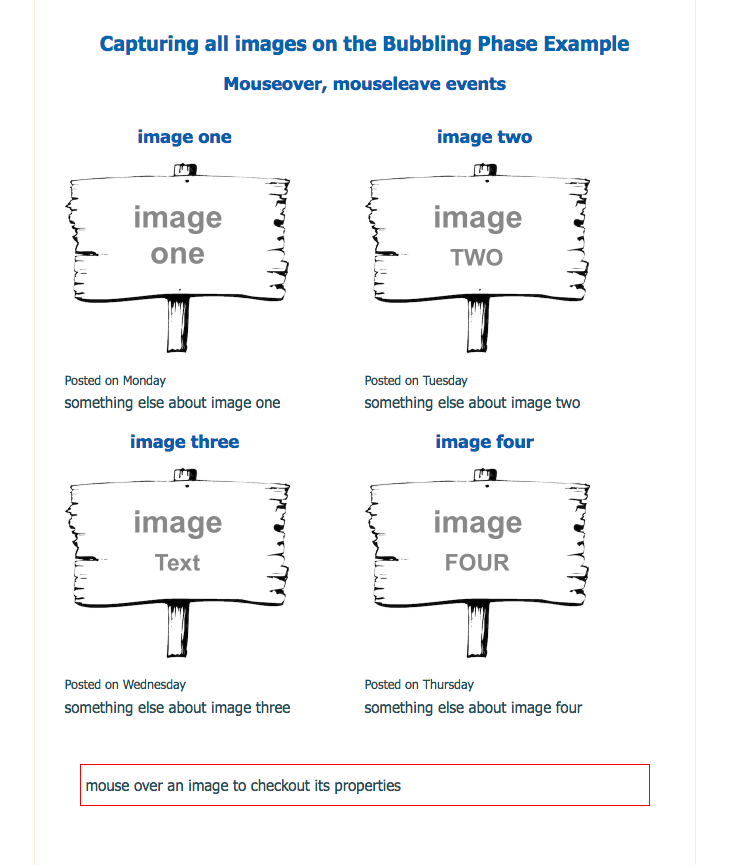 Capturing all images on the Bubbling Phase Example
Mouseover, mouseleave events
image one
image
one
Posted on Monday
something else about image one
image two
image
TWO
Posted on Tuesday
something else about image two
image three
image
Text
Posted on Wednesday
something else about image three
image four
image
FOUR
Posted on Thursday
something else about image four
mouse over an image to checkout its properties